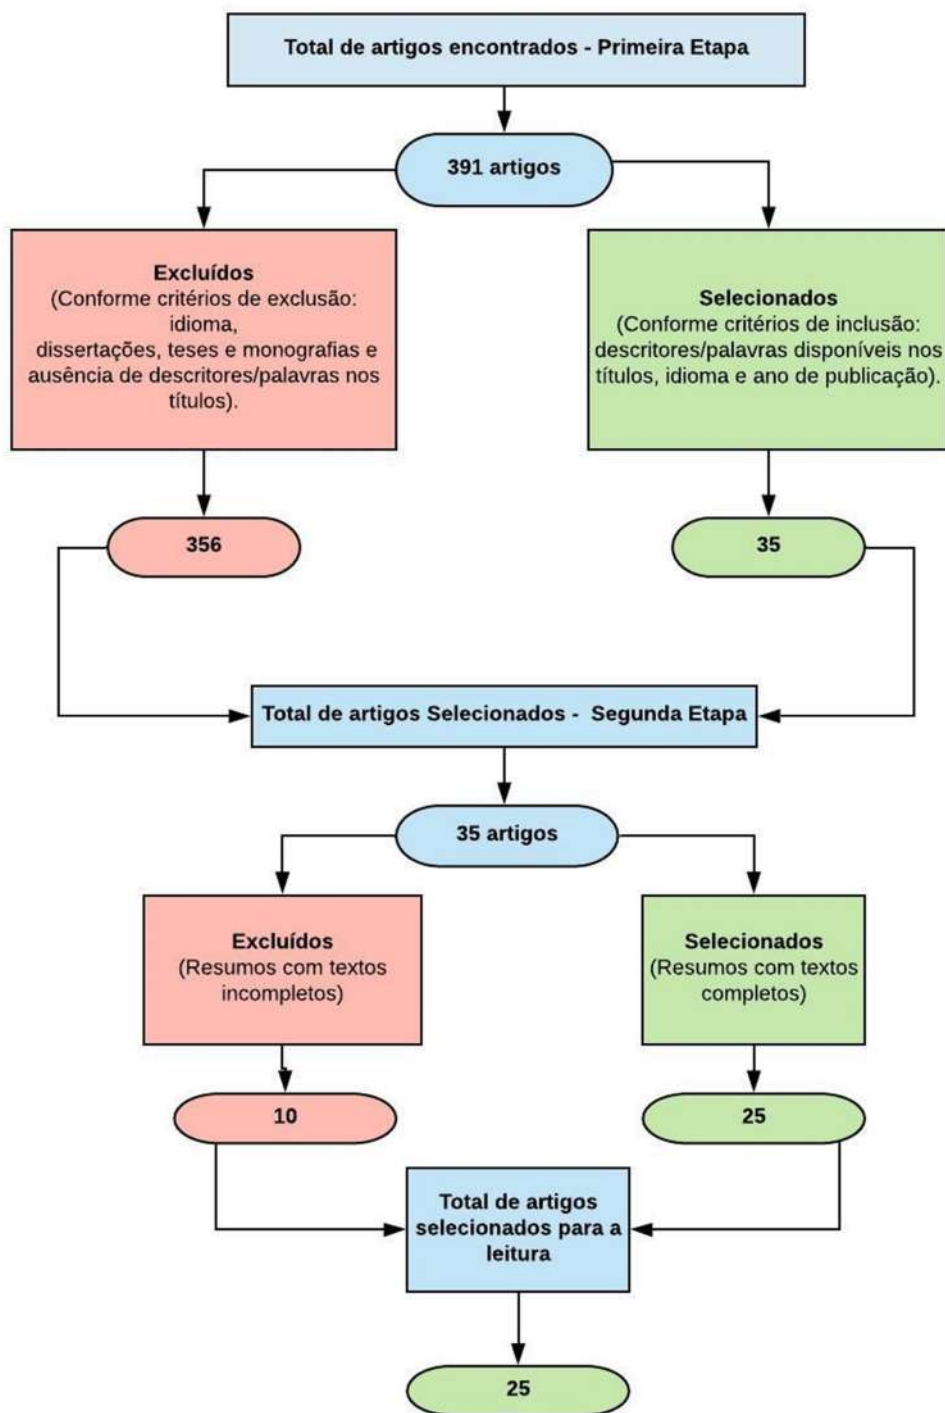 Total de artigos encontrados - Primeira Etapa
391 artigos
Excluídos
(Conforme critérios de exclusão:
idioma,
dissertações, teses e monografias e
ausência de descritores/palavras nos
títulos).
Selecionados
(Conforme critérios de inclusão:
descritores/palavras disponíveis nos
títulos, idioma e ano de publicação).
356
35
Total de artigos Selecionados - Segunda Etapa
35 artigos
Excluídos
(Resumos com textos
incompletos)
Selecionados
(Resumos com textos
completos)
10
25
Total de artigos
selecionados para a
leitura
25